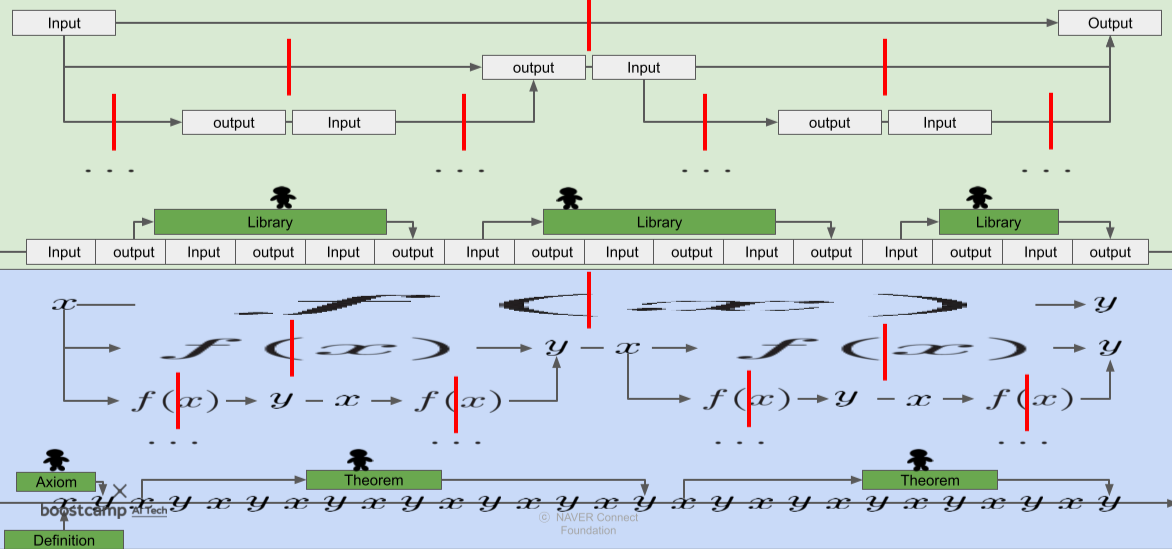 Input Output
output Input
output Input output Input
. . . . . . . . . . . .
Library Library Library
Input output Input output Input output Input output Input output Input output Input output Input output
x f ( x ) y
f ( x ) y x f ( x ) y
f(x) y x f(x) f(x) y x f(x)
. . . . . . . . . . . .
Axiom Theorem Theorem
x y x y x y x y x y x y x y x y x y x y x y x y x y x y
boostcamp AI Tech
© NAVER Connect
Foundation
Definition